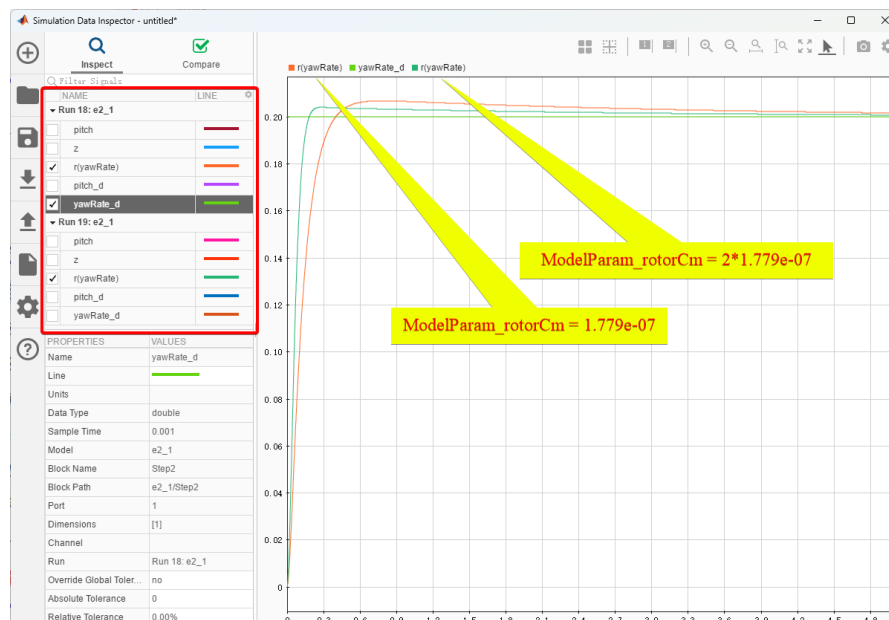 Simulation Data Inspector - untitled*
Inspect
Compare
Filter Signals
NAME LINE
Run 18: e2_1
pitch
z
r(yawRate)
pitch_d
yawRate_d
Run 19: e2_1
pitch
z
r(yawRate)
pitch_d
yawRate_d
PROPERTIES VALUES
Name yawRate_d
Line
Units
Data Type double
Sample Time 0.001
Model e2_1
Block Name Step2
Block Path e2_1/Step2
Port 1
Dimensions [1]
Channel
Run Run 18: e2_1
Override Global Toler... no
Absolute Tolerance 0
Relative Tolerance 0.00%
r(yawRate) yawRate_d r(yawRate)
0.20
0.18
0.16
0.14
0.12
0.10
0.08
0.06
0.04
0.02
0
ModelParam_rotorCm = 2*1.779e-07
ModelParam_rotorCm = 1.779e-07